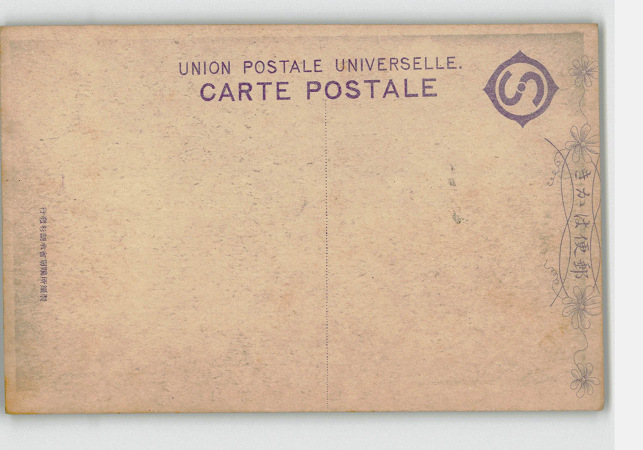 UNION POSTALE UNIVERSELLE.
CARTE POSTALE
きかは便郵